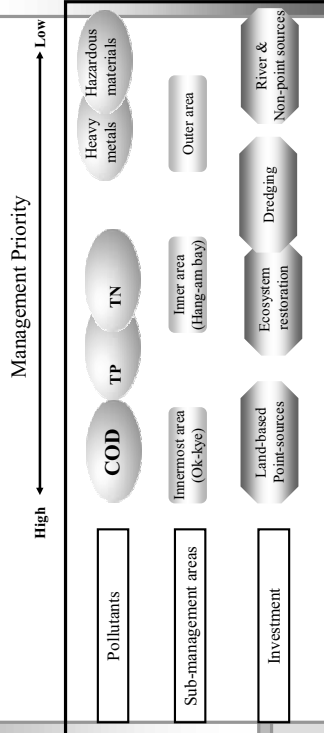 Management Priority
High
Low
Pollutants
COD
TP
TN
Heavy
metals
Hazardous
materials
Sub-management areas
Innermost area
(Ok-kye)
Inner area
(Hang-am bay)
Outer area
Investment
Land-based
Point-sources
Ecosystem
restoration
Dredging
River &
Non-point sources